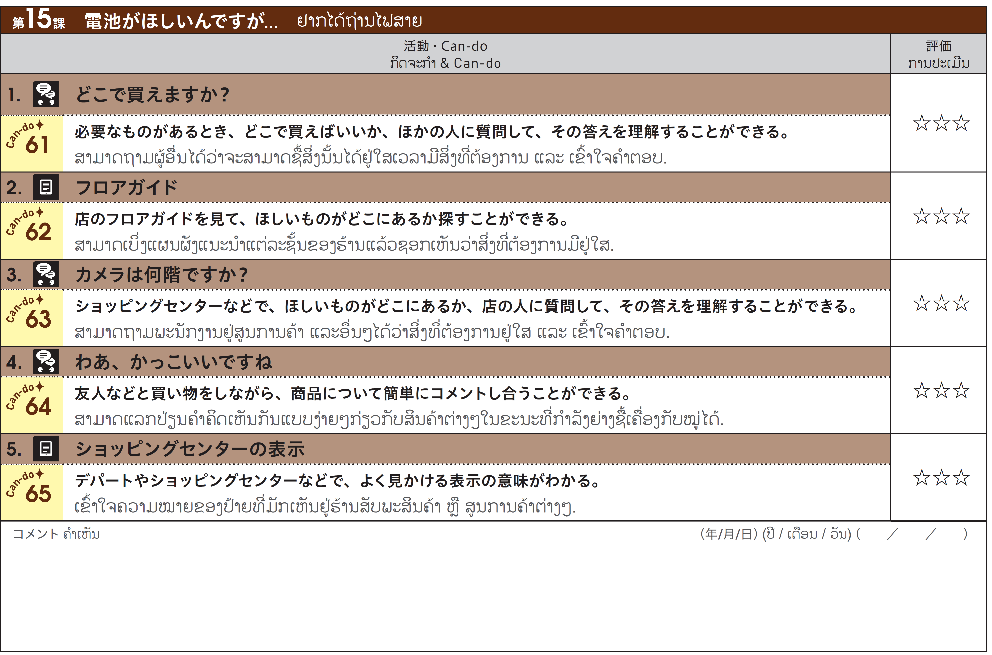 第15課 電池がほしいんですが… ຢາກໄດ້ຖ່ານໄຟສາຍ
活動・Can-do 評価
ກິດຈະກຳ & Can-do ການປະເມີນ
1. どこで買えますか?
Can-do 61 必要なものがあるとき、どこで買えばいいか、ほかの人に質問して、その答えを理解することができる。 ☆☆☆
ສາມາດຖາມຜູ້ອື່ນໄດ້ວ່າຈະສາມາດຊື້ສິ່ງນັ້ນໄດ້ຢູ່ໃສເວລາມີສິ່ງທີ່ຕ້ອງການ ແລະ ເຂົ້າໃຈຄຳຕອບ.
2. フロアガイド
Can-do 62 店のフロアガイドを見て、ほしいものがどこにあるか探すことができる。 ☆☆☆
ສາມາດເບິ່ງແຜນຜັງແນະນຳແຕ່ລະຊັ້ນຂອງຮ້ານແລ້ວຊອກເຫັນວ່າສິ່ງທີ່ຕ້ອງການມີຢູ່ໃສ.
3. カメラは何階ですか?
Can-do 63 ショッピングセンターなどで、ほしいものがどこにあるか、店の人に質問して、その答えを理解することができる。 ☆☆☆
ສາມາດຖາມພະນັກງານຢູ່ສູນການຄ້າ ແລະອື່ນໆໄດ້ວ່າສິ່ງທີ່ຕ້ອງການຢູ່ໃສ ແລະ ເຂົ້າໃຈຄຳຕອບ.
4. わあ、かっこいいですね
Can-do 64 友人などと買い物をしながら、商品について簡単にコメントし合うことができる。 ☆☆☆
ສາມາດແລກປ່ຽນຄຳຄິດເຫັນກັນແບບງ່າຍໆກ່ຽວກັບສິນຄ້າຕ່າງໆໃນຂະນະທີ່ກຳລັງຍ່າງຊື້ເຄື່ອງກັບໝູ່ໄດ້.
5. ショッピングセンターの表示
Can-do 65 デパートやショッピングセンターなどで、よく見かける表示の意味がわかる。 ☆☆☆
ເຂົ້າໃຈຄວາມໝາຍຂອງປ້າຍທີ່ມັກເຫັນຢູ່ຮ້ານສັບພະສິນຄ້າ ຫຼື ສູນການຄ້າຕ່າງໆ.
コメント ຄຳເຫັນ (年/月/日) (ປີ / ເດືອນ / ວັນ) ( / / )